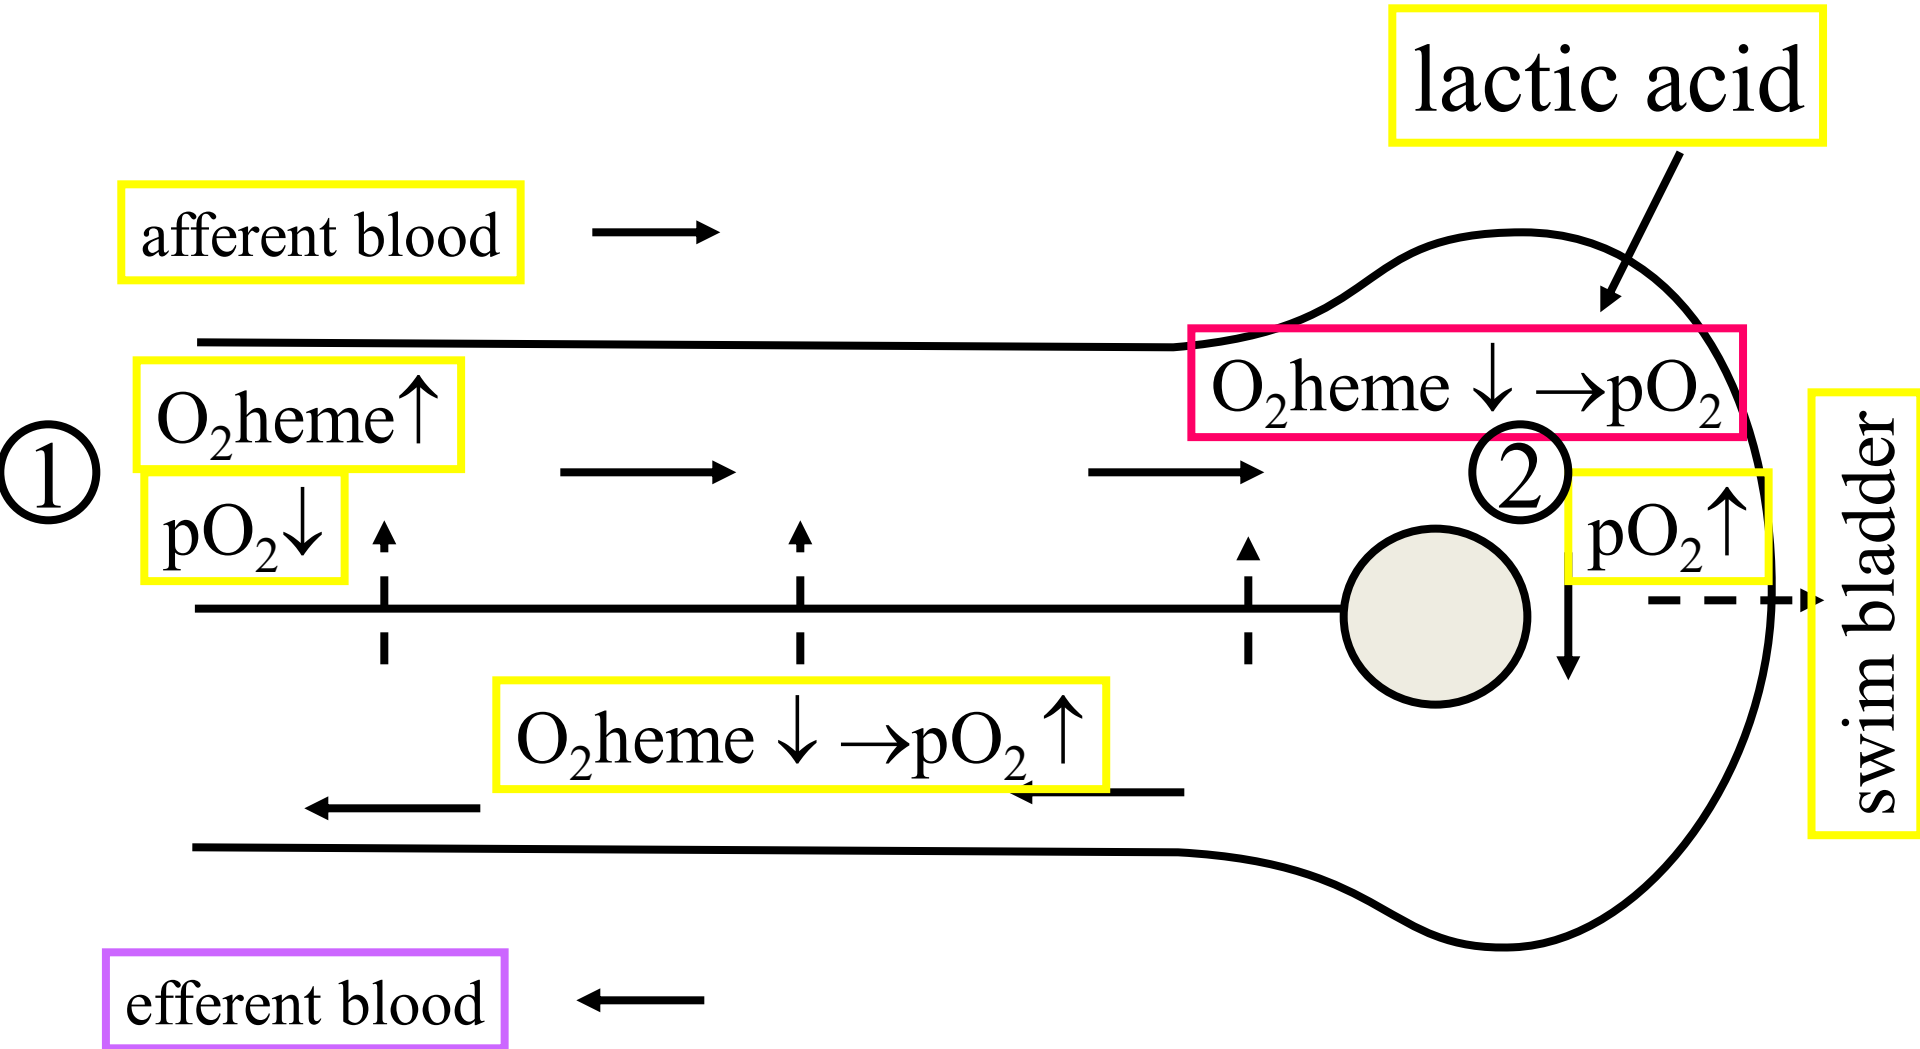 lactic acid
afferent blood
O₂heme ↓ →pO₂
O₂heme↑
1
2
pO₂↓
pO₂↑
swim bladder
O₂heme ↓ →pO₂ ↑
efferent blood